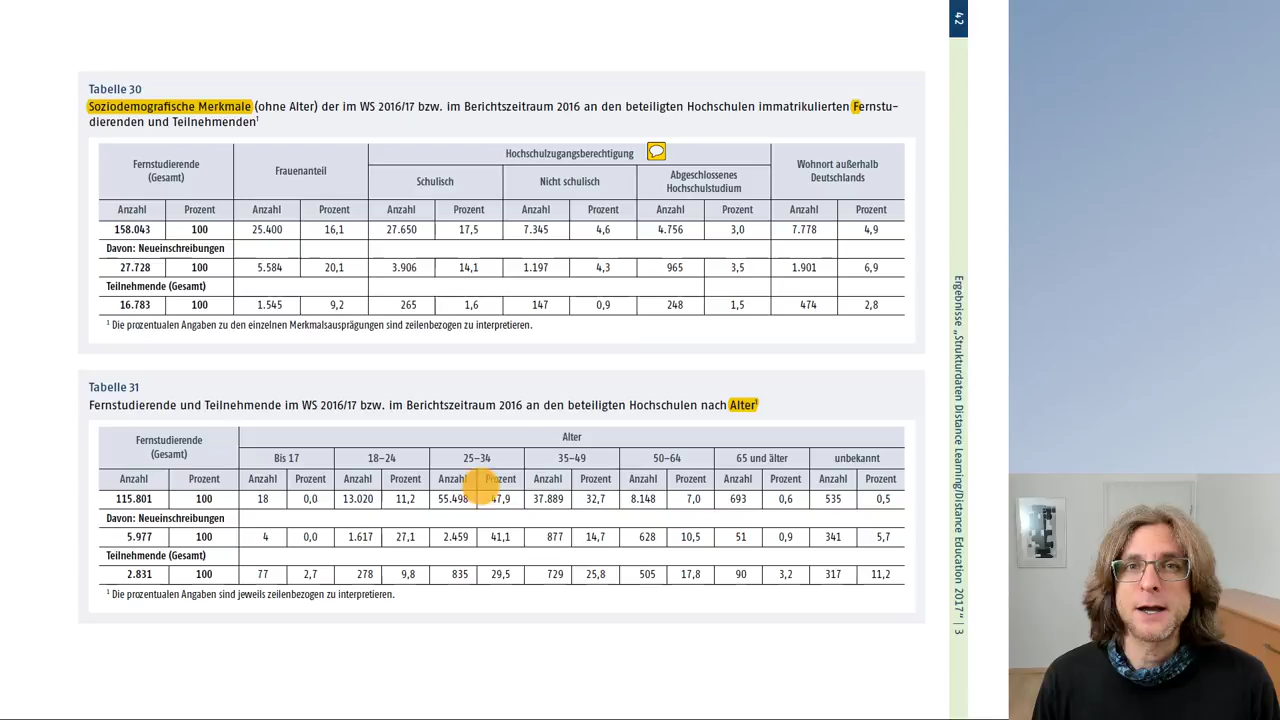 42
Tabelle 30
Soziodemografische Merkmale (ohne Alter) der im WS 2016/17 bzw. im Berichtszeitraum 2016 an den beteiligten Hochschulen immatrikulierten Fernstu-
dierenden und Teilnehmenden¹
Fernstudierende (Gesamt) Frauenanteil Hochschulzugangsberechtigung Wohnort außerhalb Deutschlands
Schulisch Nicht schulisch Abgeschlossenes Hochschulstudium
Anzahl Prozent Anzahl Prozent Anzahl Prozent Anzahl Prozent Anzahl Prozent Anzahl Prozent
158.043 100 25.400 16,1 27.650 17,5 7.345 4,6 4.756 3,0 7.778 4,9
Davon: Neueinschreibungen
27.728 100 5.584 20,1 3.906 14,1 1.197 4,3 965 3,5 1.901 6,9
Teilnehmende (Gesamt)
16.783 100 1.545 9,2 265 1,6 147 0,9 248 1,5 474 2,8
¹ Die prozentualen Angaben zu den einzelnen Merkmalsausprägungen sind zeilenbezogen zu interpretieren.
Tabelle 31
Fernstudierende und Teilnehmende im WS 2016/17 bzw. im Berichtszeitraum 2016 an den beteiligten Hochschulen nach Alter¹
Fernstudierende (Gesamt) Alter
Bis 17 18–24 25–34 35–49 50–64 65 und älter unbekannt
Anzahl Prozent Anzahl Prozent Anzahl Prozent Anzahl Prozent Anzahl Prozent Anzahl Prozent Anzahl Prozent Anzahl Prozent
115.801 100 18 0,0 13.020 11,2 55.498 47,9 37.889 32,7 8.148 7,0 693 0,6 535 0,5
Davon: Neueinschreibungen
5.977 100 4 0,0 1.617 27,1 2.459 41,1 877 14,7 628 10,5 51 0,9 341 5,7
Teilnehmende (Gesamt)
2.831 100 77 2,7 278 9,8 835 29,5 729 25,8 505 17,8 90 3,2 317 11,2
¹ Die prozentualen Angaben sind jeweils zeilenbezogen zu interpretieren.
Ergebnisse „Strukturdaten Distance Learning/Distance Education 2017“ | 3